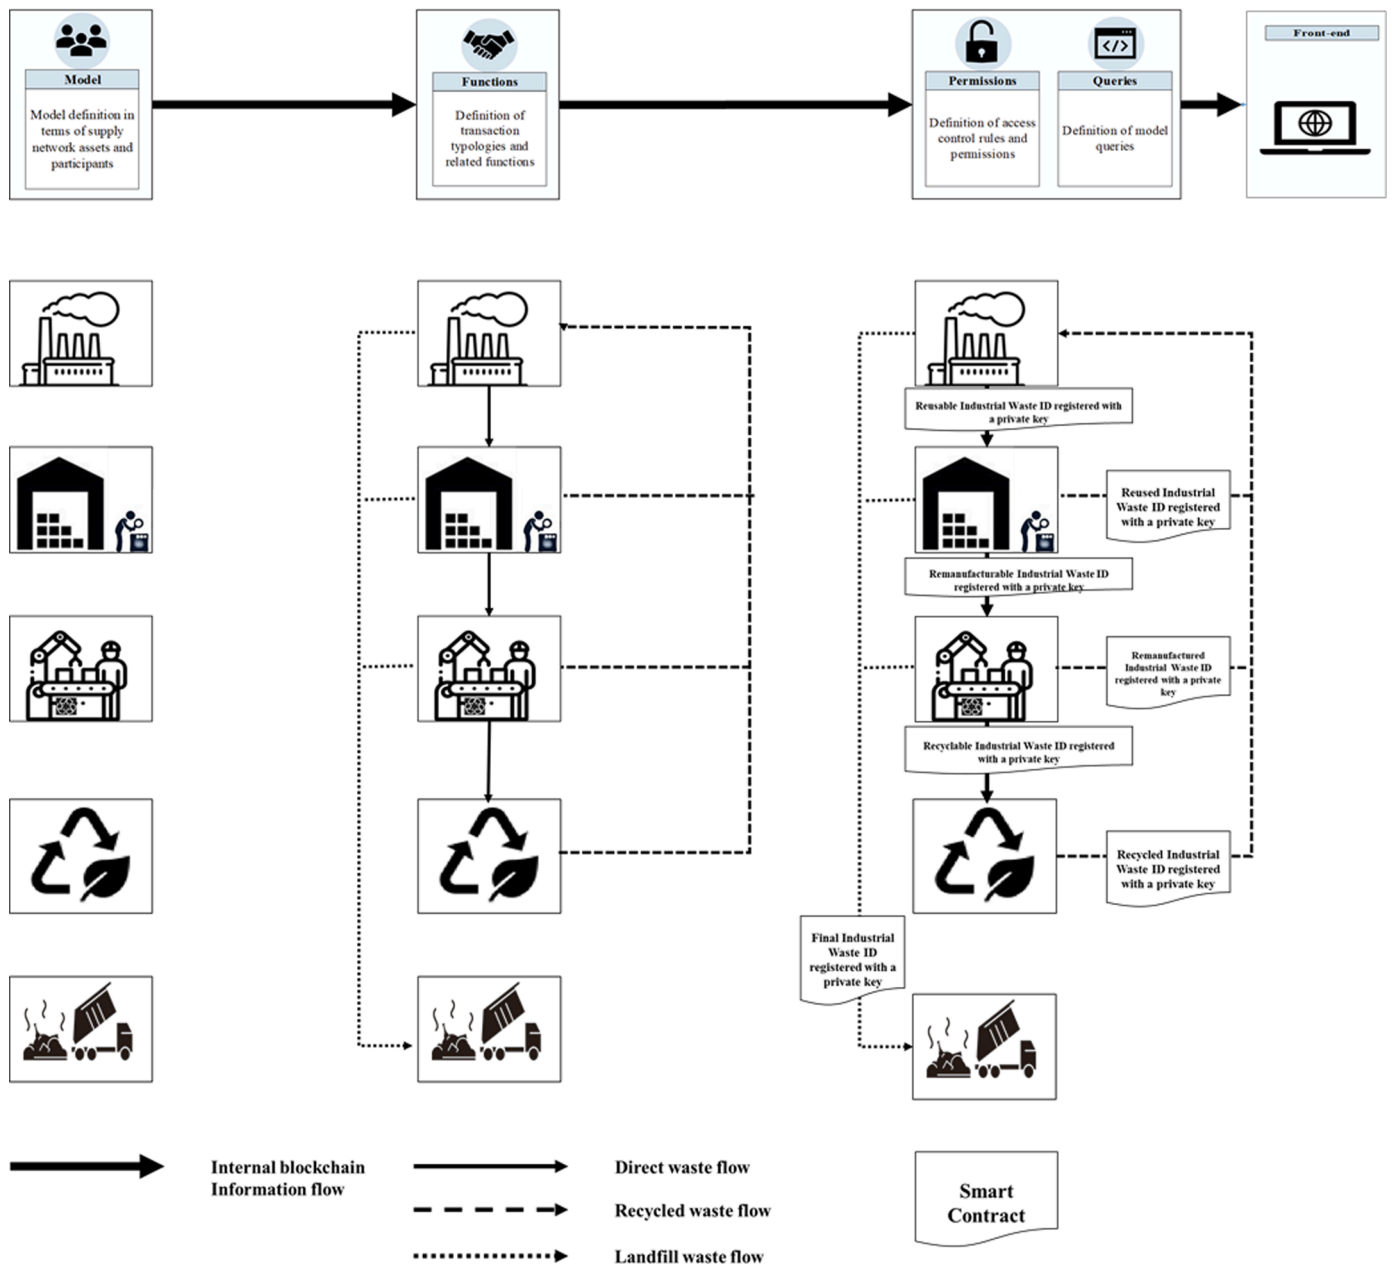 Model
Model definition in
terms of supply
network assets and
participants
Functions
Definition of
transaction
typologies and
related functions
Permissions
Definition of access
control rules and
permissions
Queries
Definition of model
queries
Front-end
Reusable Industrial Waste ID registered with
a private key
Reused Industrial
Waste ID registered
with a private key
Remanufacturable Industrial Waste ID
registered with a private key
Remanufactured
Industrial Waste ID
registered with a private
key
Recyclable Industrial Waste ID registered
with a private key
Recycled Industrial
Waste ID registered
with a private key
Final Industrial
Waste ID
registered with a
private key
Internal blockchain
Information flow
Direct waste flow
Recycled waste flow
Landfill waste flow
Smart
Contract